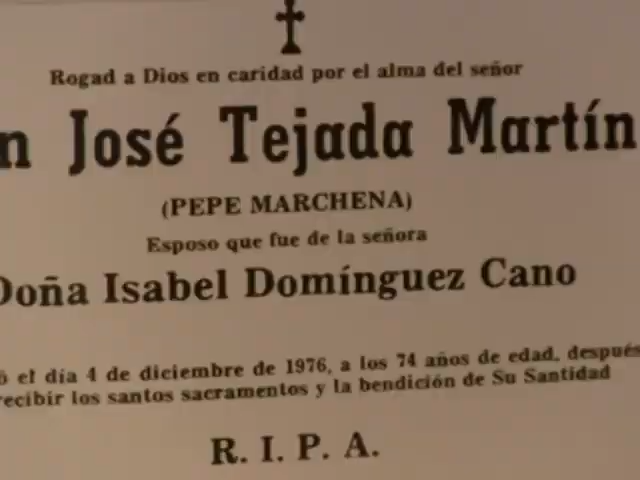 Rogad a Dios en caridad por el alma del señor
n José Tejada Martín
(PEPE MARCHENA)
Esposo que fue de la señora
Doña Isabel Domínguez Cano
ó el día 4 de diciembre de 1976, a los 74 años de edad, después
recibir los santos sacramentos y la bendición de Su Santidad
R. I. P. A.